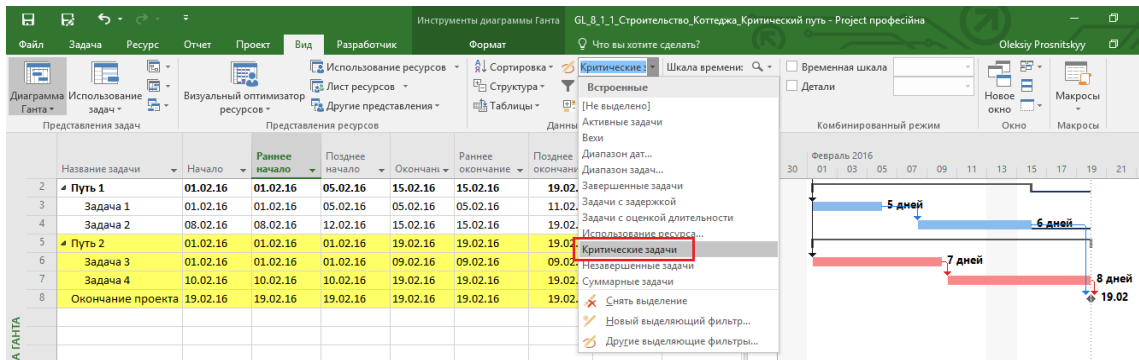 Инструменты диаграммы Ганта GL_8_1_1_Строительство_Коттеджа_Критический путь - Project професійна
Файл Задача Ресурс Отчет Проект Вид Разработчик Формат Что вы хотите сделать? Oleksiy Prosnitskyy
Диаграмма Ганта
Использование задач
Визуальный оптимизатор ресурсов
Использование ресурсов
Лист ресурсов
Другие представления
Сортировка
Структура
Таблицы
Критические
Шкала времени:
Временная шкала
Детали
Новое окно
Макросы
Представления задач Представления ресурсов Данны Комбинированный режим Окно Макросы
Встроенные
[Не выделено]
Активные задачи
Вехи
Диапазон дат...
Диапазон задач...
Завершенные задачи
Задачи с задержкой
Задачи с оценкой длительности
Использование ресурса...
Критические задачи
Незавершенные задачи
Суммарные задачи
Снять выделение
Новый выделяющий фильтр...
Другие выделяющие фильтры...
Название задачи Начало Раннее начало Позднее начало Окончани Раннее окончание Позднее окончани
2 Путь 1 01.02.16 01.02.16 05.02.16 15.02.16 15.02.16 19.02.
3 Задача 1 01.02.16 01.02.16 05.02.16 05.02.16 05.02.16 11.02.
4 Задача 2 08.02.16 08.02.16 12.02.16 15.02.16 15.02.16 19.02.
5 Путь 2 01.02.16 01.02.16 01.02.16 19.02.16 19.02.16 19.02
6 Задача 3 01.02.16 01.02.16 01.02.16 09.02.16 09.02.16 09.02.
7 Задача 4 10.02.16 10.02.16 10.02.16 19.02.16 19.02.16 19.02.
8 Окончание проекта 19.02.16 19.02.16 19.02.16 19.02.16 19.02.16 19.02.
Февраль 2016
30 01 03 05 07 09 11 13 15 17 19 21
5 дней
6 дней
7 дней
8 дней
19.02
А ГАНТА